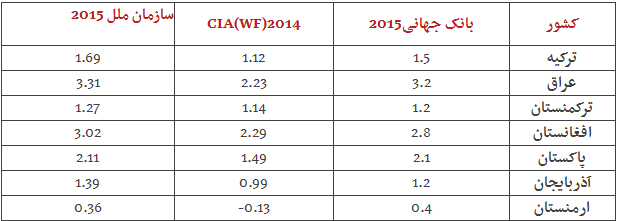 کشور بانک جهانی2015 CIA(WF)2014 سازمان ملل 2015
ترکیه 1.5 1.12 1.69
عراق 3.2 2.23 3.31
ترکمنستان 1.2 1.14 1.27
افغانستان 2.8 2.29 3.02
پاکستان 2.1 1.49 2.11
آذربایجان 1.2 0.99 1.39
ارمنستان 0.4 -0.13 0.36